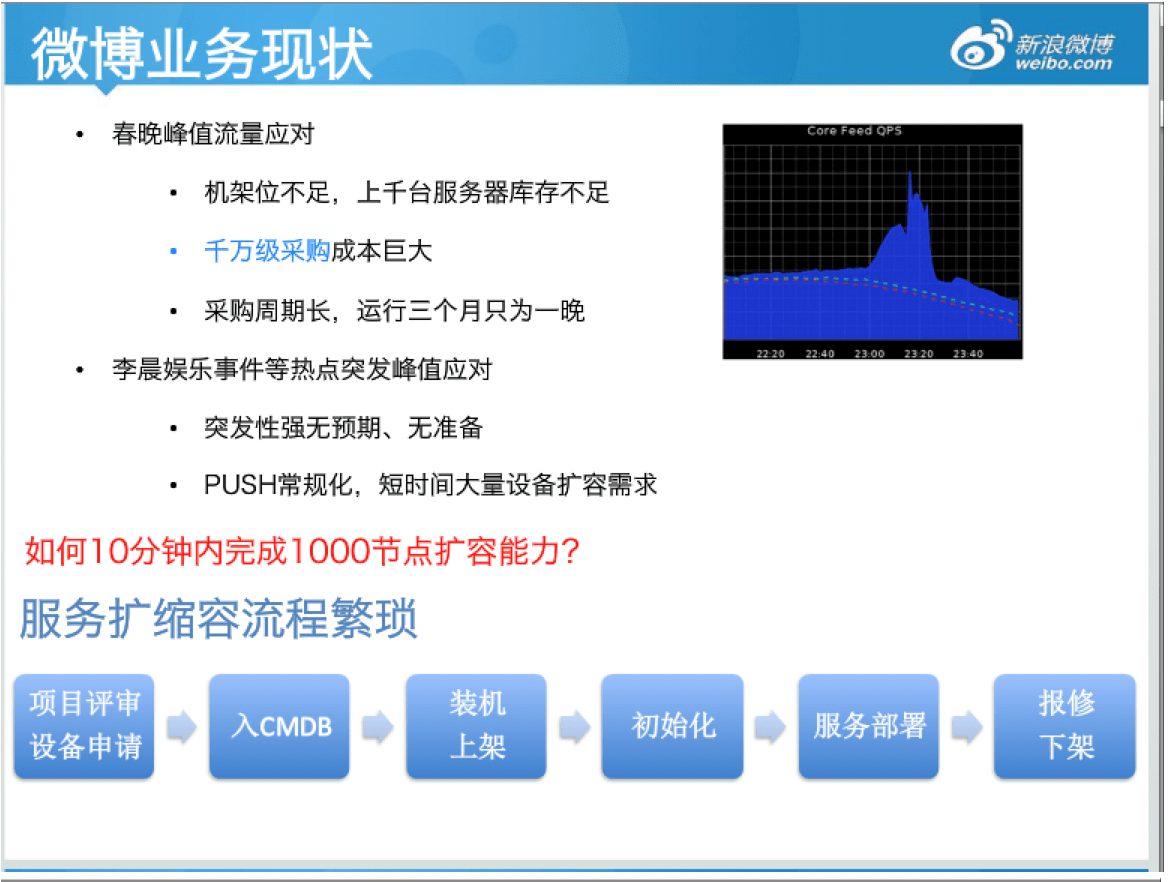 微博业务现状
新浪微博
weibo.com
• 春晚峰值流量应对
• 机架位不足，上千台服务器库存不足
• 千万级采购成本巨大
• 采购周期长，运行三个月只为一晚
• 李晨娱乐事件等热点突发峰值应对
• 突发性强无预期、无准备
• PUSH常规化，短时间大量设备扩容需求
Core Feed QPS
22:20 22:40 23:00 23:20 23:40
如何10分钟内完成1000节点扩容能力?
服务扩缩容流程繁琐
项目评审
设备申请
入CMDB
装机
上架
初始化
服务部署
报修
下架